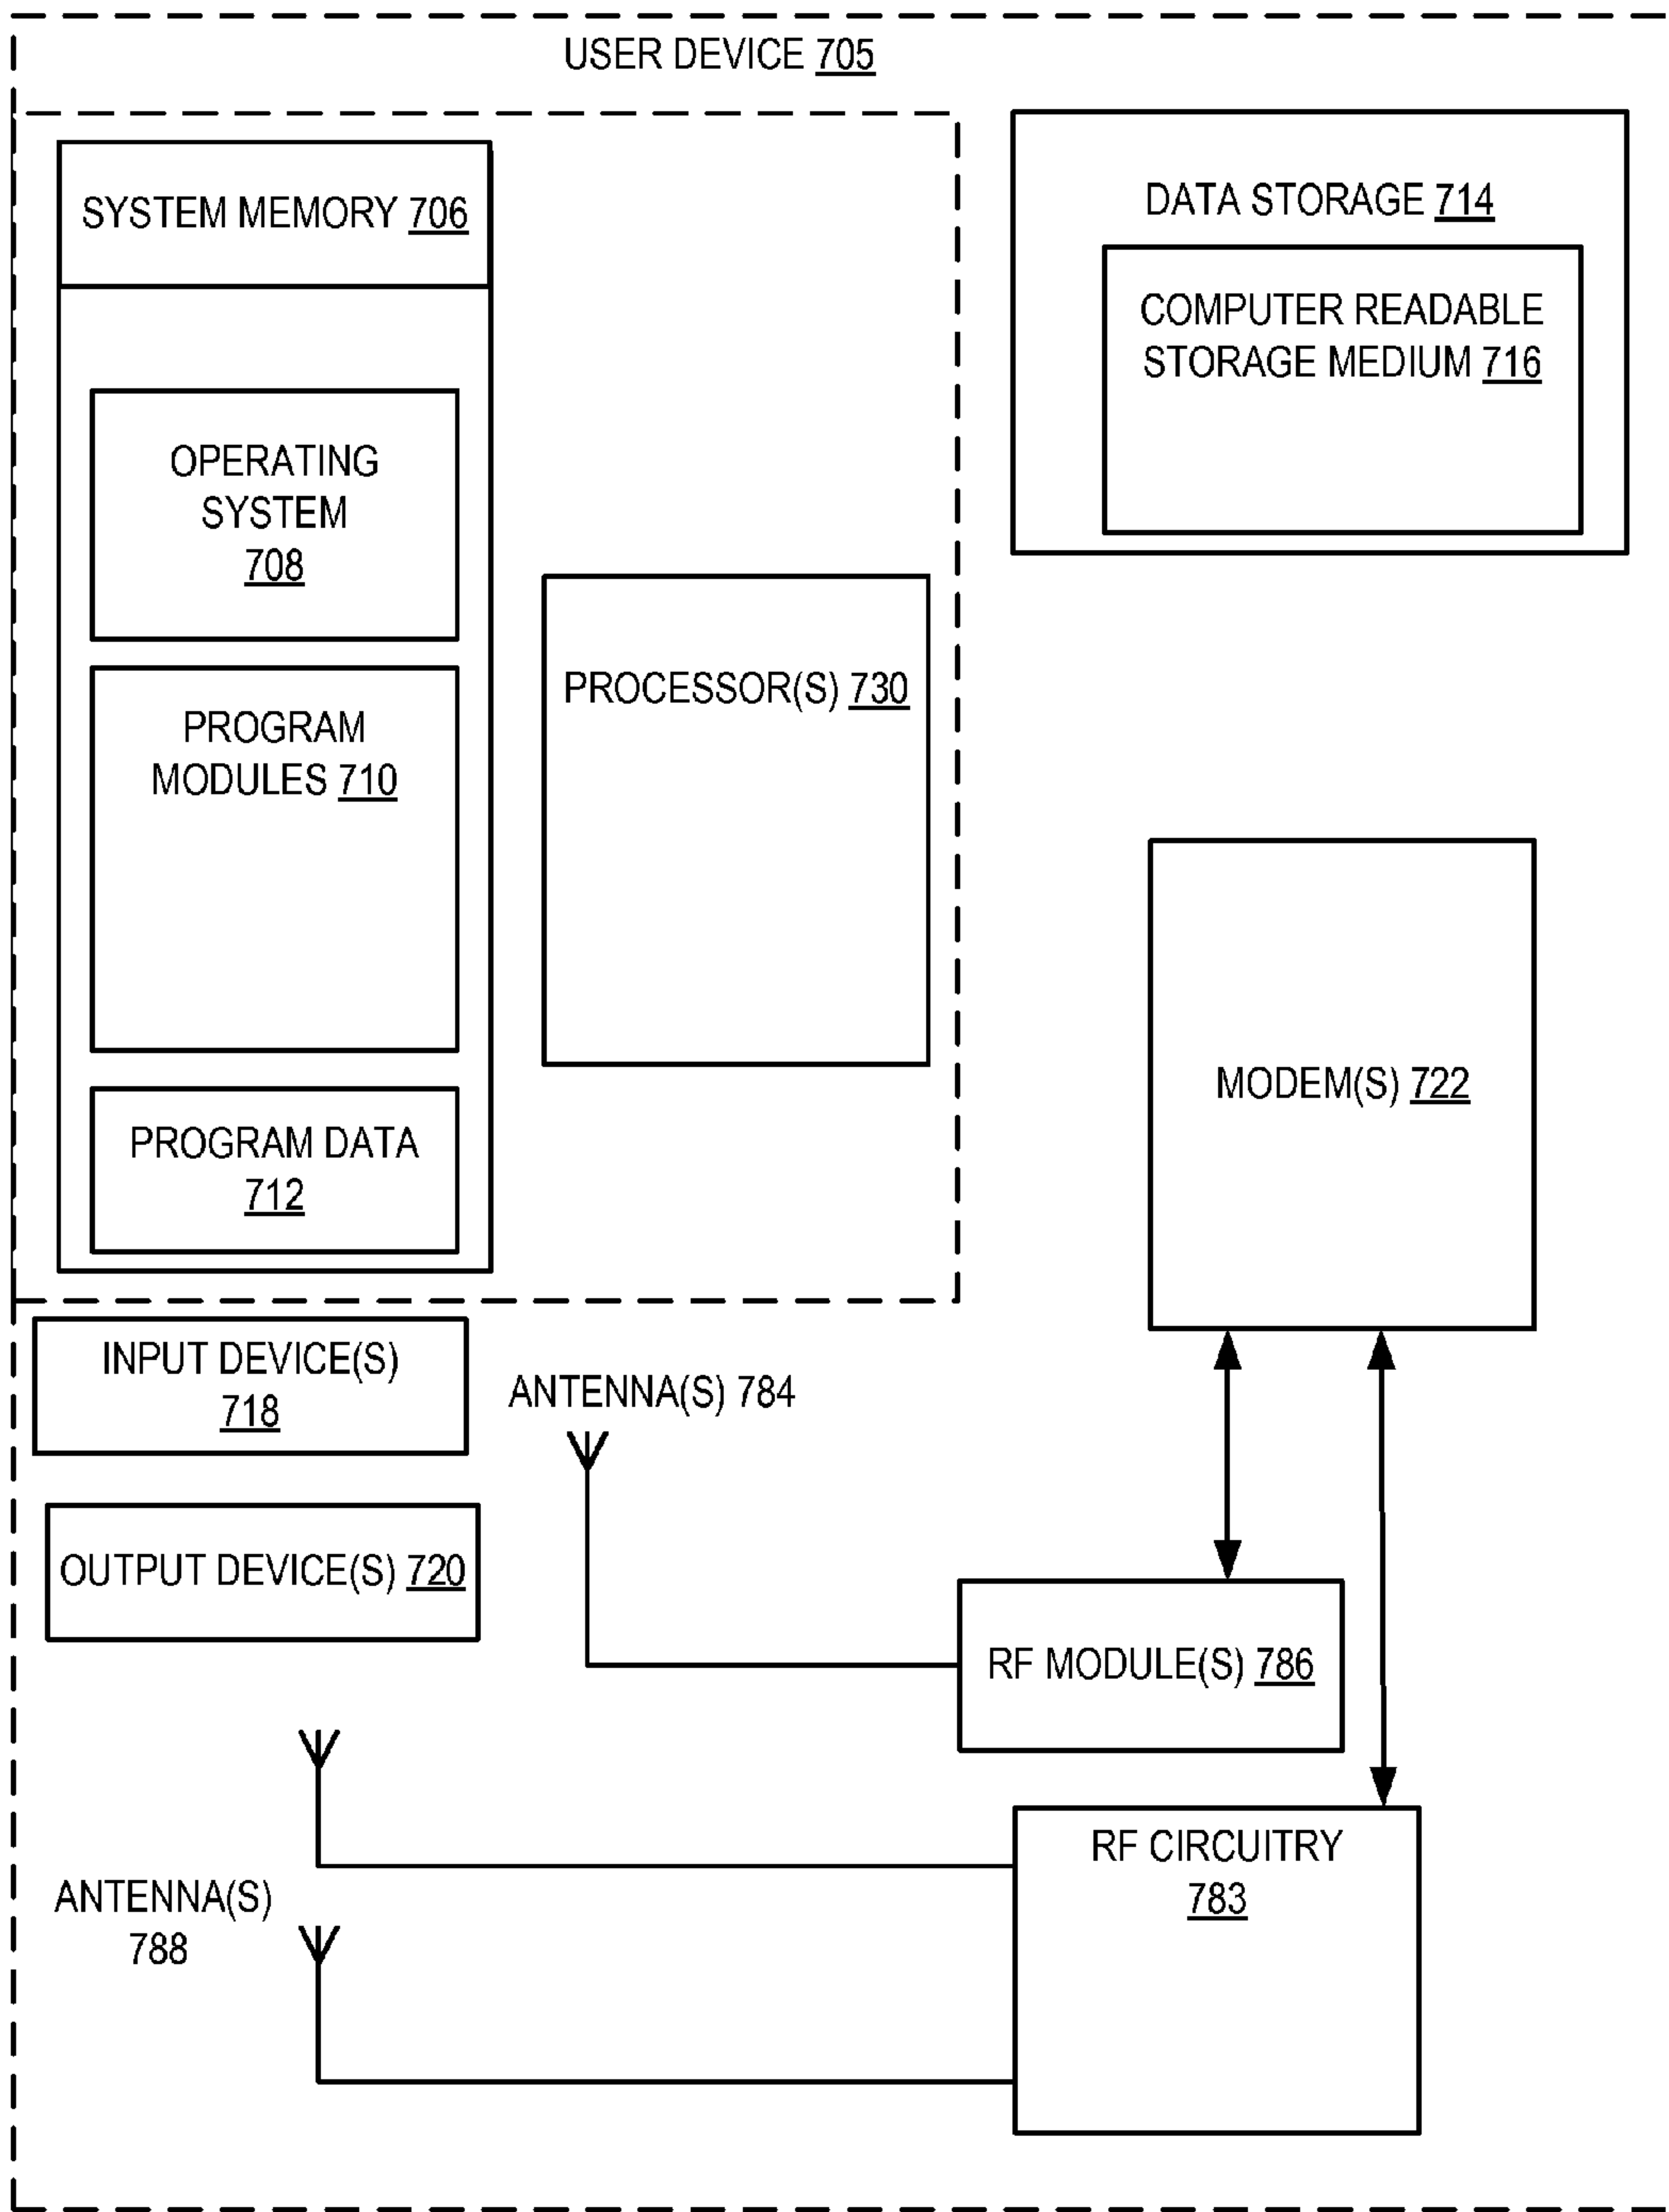 USER DEVICE 705
SYSTEM MEMORY 706
OPERATING
SYSTEM
708
PROGRAM
MODULES 710
PROGRAM DATA
712
PROCESSOR(S) 730
DATA STORAGE 714
COMPUTER READABLE
STORAGE MEDIUM 716
MODEM(S) 722
INPUT DEVICE(S)
718
ANTENNA(S) 784
OUTPUT DEVICE(S) 720
RF MODULE(S) 786
RF CIRCUITRY
783
ANTENNA(S)
788